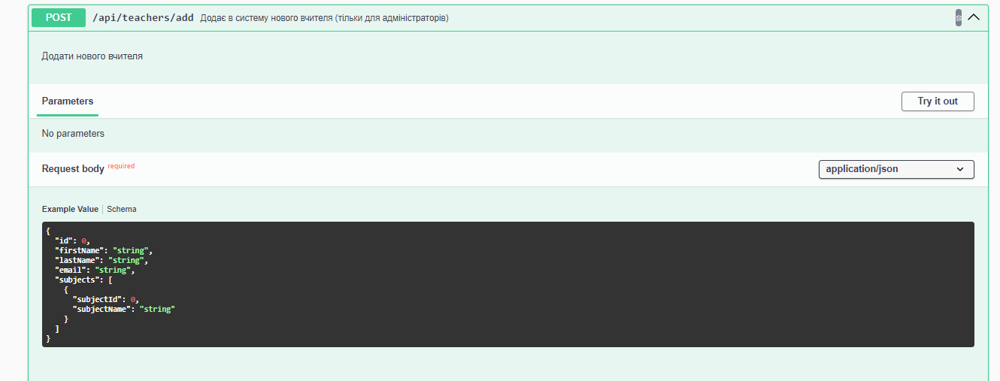 POST /api/teachers/add Додає в систему нового вчителя (тільки для адміністраторів)
Додати нового вчителя
Parameters Try it out
No parameters
Request body required application/json
Example Value Schema
{
"id": 0,
"firstName": "string",
"lastName": "string",
"email": "string",
"subjects": [
{
"subjectId": 0,
"subjectName": "string"
}
]
}